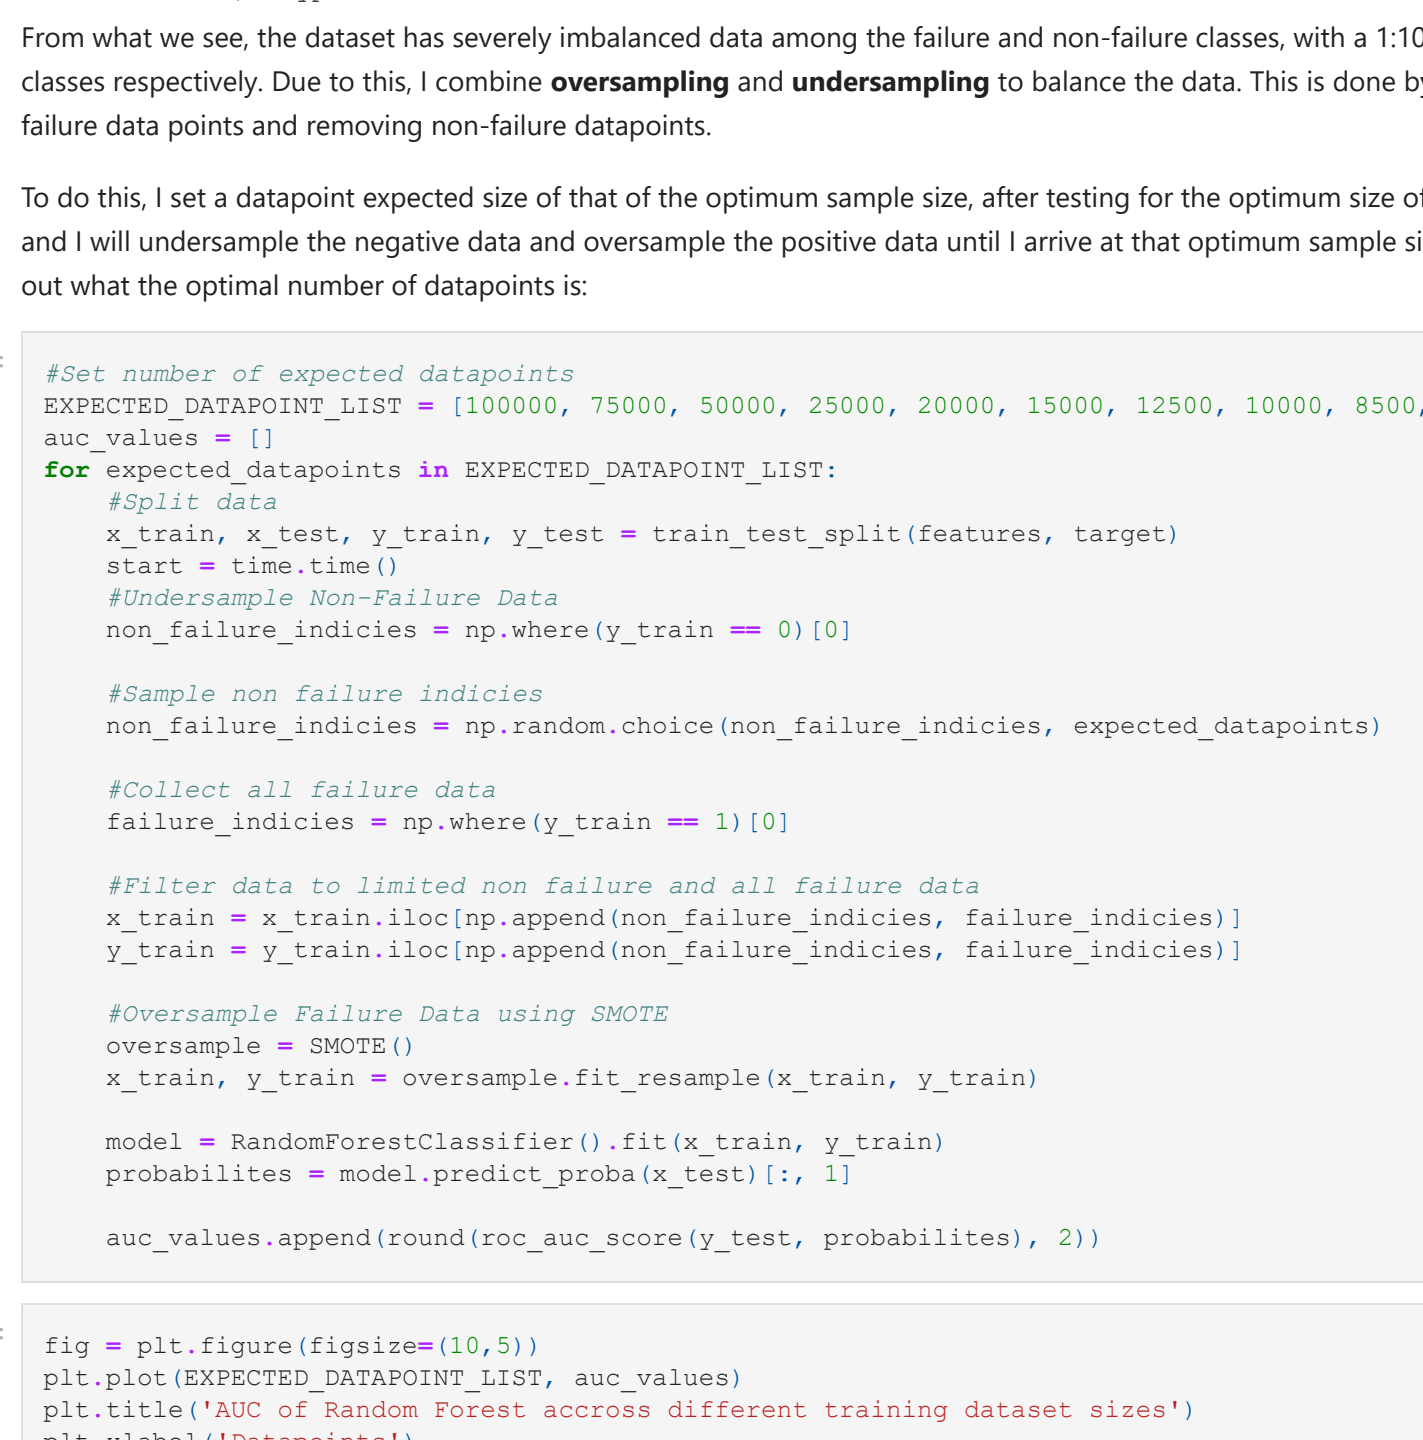 From what we see, the dataset has severely imbalanced data among the failure and non-failure classes, with a 1:10
classes respectively. Due to this, I combine oversampling and undersampling to balance the data. This is done by
failure data points and removing non-failure datapoints.
To do this, I set a datapoint expected size of that of the optimum sample size, after testing for the optimum size of
and I will undersample the negative data and oversample the positive data until I arrive at that optimum sample si
out what the optimal number of datapoints is:
#Set number of expected datapoints
EXPECTED_DATAPOINT_LIST = [100000, 75000, 50000, 25000, 20000, 15000, 12500, 10000, 8500,
auc_values = []
for expected_datapoints in EXPECTED_DATAPOINT_LIST:
    #Split data
    x_train, x_test, y_train, y_test = train_test_split(features, target)
    start = time.time()
    #Undersample Non-Failure Data
    non_failure_indicies = np.where(y_train == 0)[0]
    #Sample non failure indicies
    non_failure_indicies = np.random.choice(non_failure_indicies, expected_datapoints)
    #Collect all failure data
    failure_indicies = np.where(y_train == 1)[0]
    #Filter data to limited non failure and all failure data
    x_train = x_train.iloc[np.append(non_failure_indicies, failure_indicies)]
    y_train = y_train.iloc[np.append(non_failure_indicies, failure_indicies)]
    #Oversample Failure Data using SMOTE
    oversample = SMOTE()
    x_train, y_train = oversample.fit_resample(x_train, y_train)
    model = RandomForestClassifier().fit(x_train, y_train)
    probabilites = model.predict_proba(x_test)[:, 1]
    auc_values.append(round(roc_auc_score(y_test, probabilites), 2))
fig = plt.figure(figsize=(10,5))
plt.plot(EXPECTED_DATAPOINT_LIST, auc_values)
plt.title('AUC of Random Forest accross different training dataset sizes')
plt.xlabel('Datapoints')